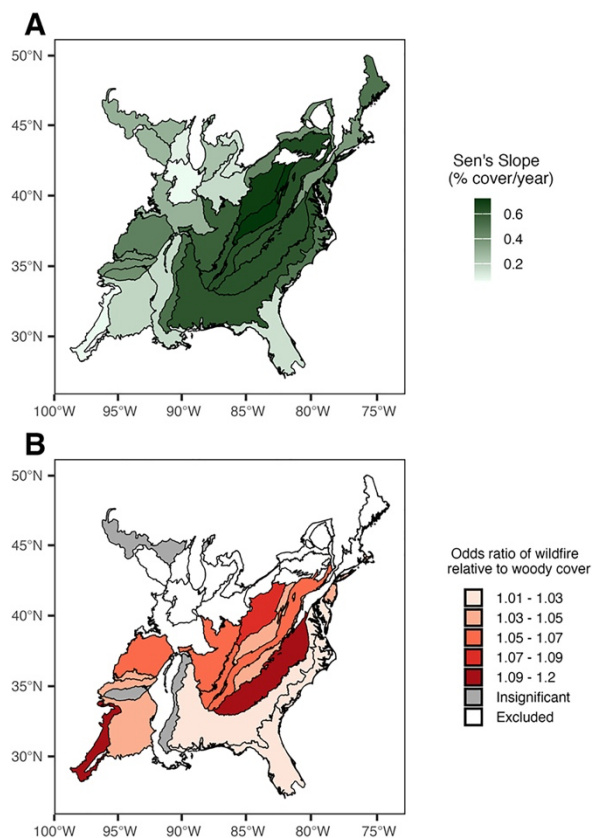 A
50°N
45°N
40°N
35°N
30°N
100°W 95°W 90°W 85°W 80°W 75°W
Sen's Slope
(% cover/year)
0.6
0.4
0.2
B
50°N
45°N
40°N
35°N
30°N
100°W 95°W 90°W 85°W 80°W 75°W
Odds ratio of wildfire
relative to woody cover
1.01 - 1.03
1.03 - 1.05
1.05 - 1.07
1.07 - 1.09
1.09 - 1.2
Insignificant
Excluded